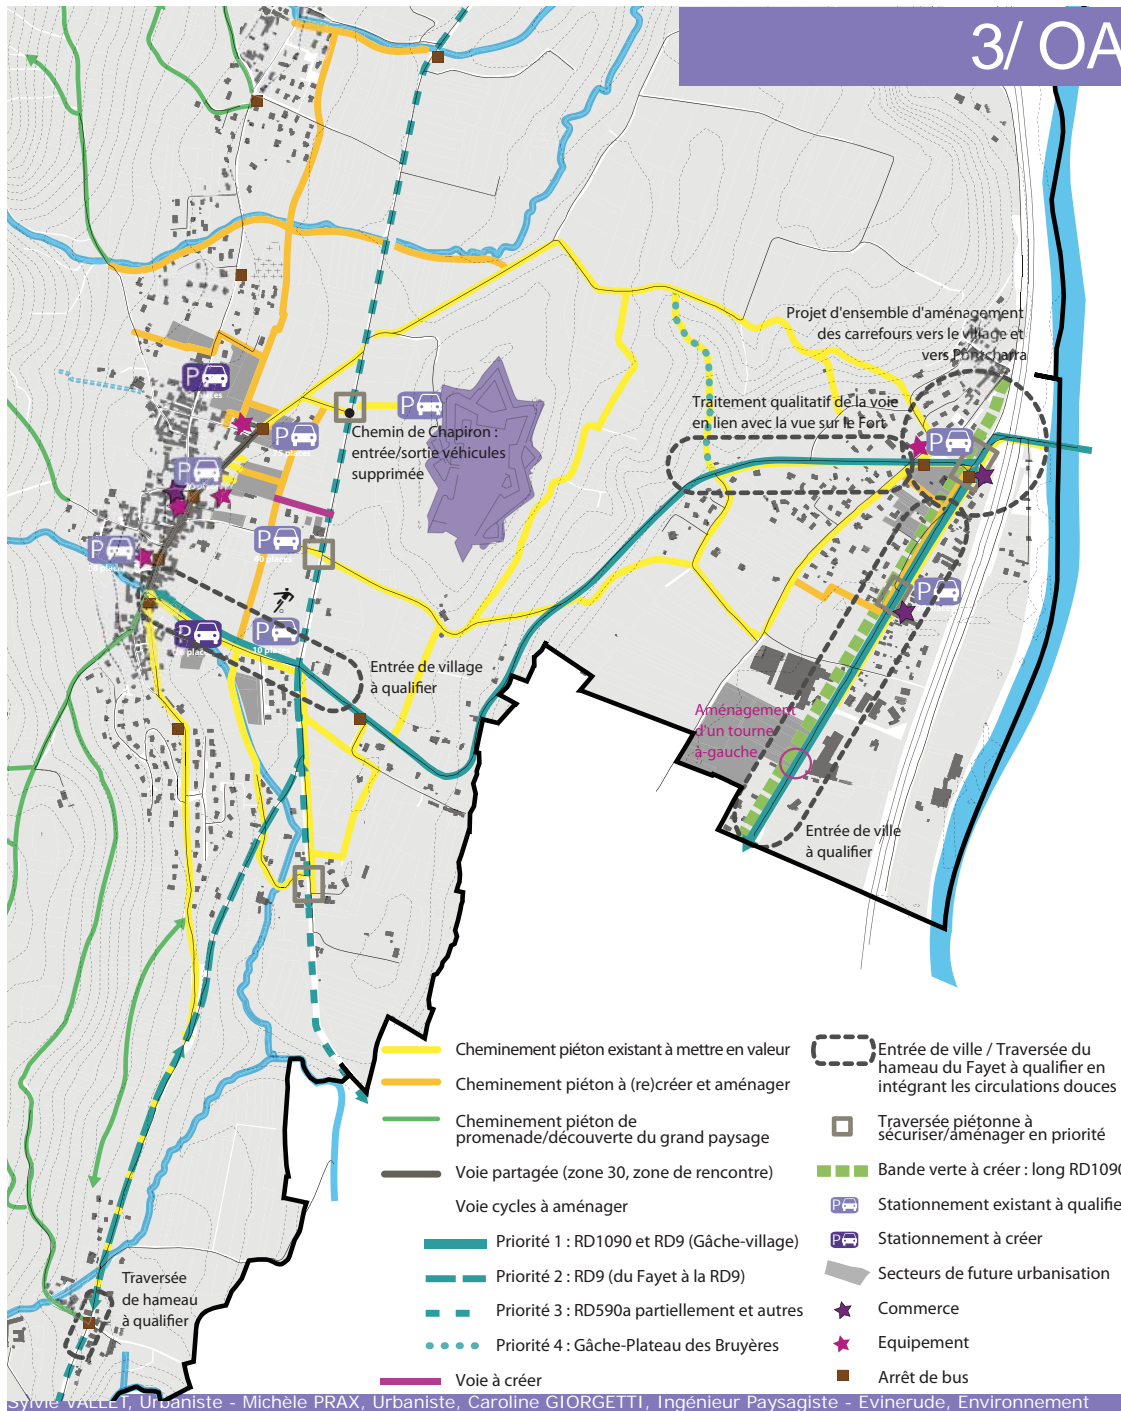 3/ OA
Projet d'ensemble d'aménagement
des carrefours vers le village et
vers Pontcharra
Traitement qualitatif de la voie
en lien avec la vue sur le Fort
Chemin de Chapiron :
entrée/sortie véhicules
supprimée
75 places
40 places
10 places
Entrée de village
à qualifier
Aménagement
d'un tourne
à-gauche
Entrée de ville
à qualifier
Traversée
de hameau
à qualifier
Cheminement piéton existant à mettre en valeur
Cheminement piéton à (re)créer et aménager
Cheminement piéton de
promenade/découverte du grand paysage
Voie partagée (zone 30, zone de rencontre)
Voie cycles à aménager
Priorité 1 : RD1090 et RD9 (Gâche-village)
Priorité 2 : RD9 (du Fayet à la RD9)
Priorité 3 : RD590a partiellement et autres
Priorité 4 : Gâche-Plateau des Bruyères
Voie à créer
Entrée de ville / Traversée du
hameau du Fayet à qualifier en
intégrant les circulations douces
Traversée piétonne à
sécuriser/aménager en priorité
Bande verte à créer : long RD1090
Stationnement existant à qualifie
Stationnement à créer
Secteurs de future urbanisation
Commerce
Equipement
Arrêt de bus
Sylvie VALLET, Urbaniste - Michèle PRAX, Urbaniste, Caroline GIORGETTI, Ingénieur Paysagiste - Evinerude, Environnement